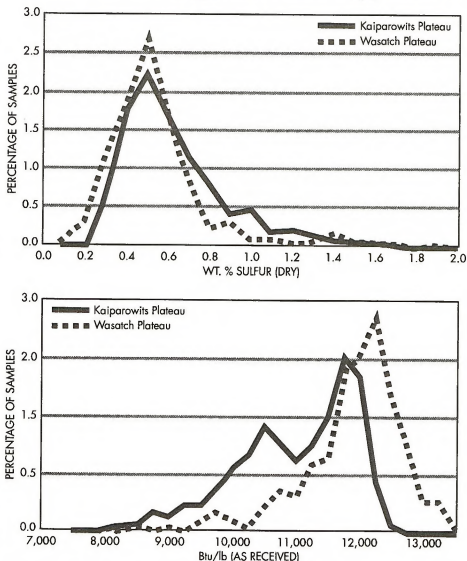 3.0
Kaiparowits Plateau
Wasatch Plateau
2.5
2.0
1.5
1.0
0.5
0.0
PERCENTAGE OF SAMPLES
0.0 0.2 0.4 0.6 0.8 1.0 1.2 1.4 1.6 1.8 2.0
WT. % SULFUR (DRY)
3.0
Kaiparowits Plateau
Wasatch Plateau
2.0
1.5
0.5
0.0
PERCENTAGE OF SAMPLES
7,000 8,000 9,000 10,000 11,000 12,000 13,000
Btu/lb (AS RECEIVED)